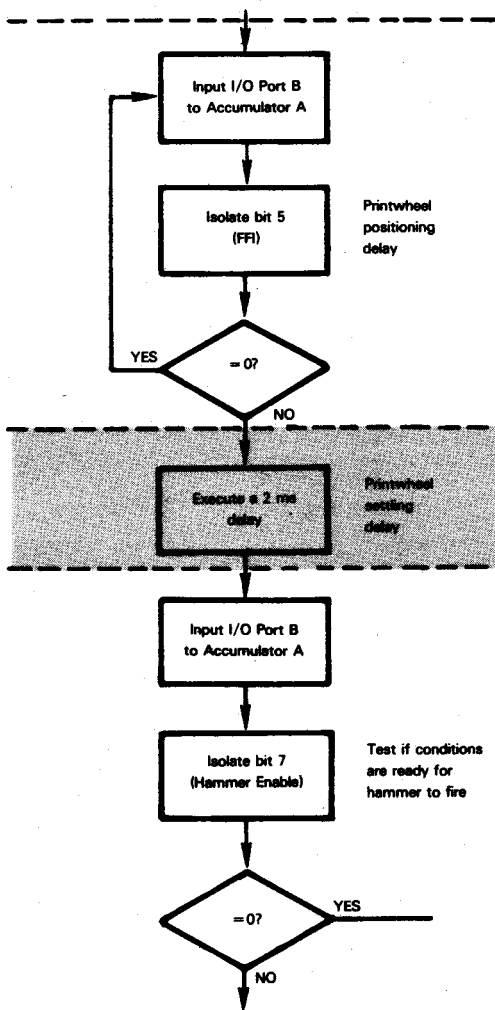 Input I/O Port B
to Accumulator A
Isolate bit 5
(FFI)
Printwheel
positioning
delay
= 0?
YES
NO
Execute a 2 ms
delay
Printwheel
settling
delay
Input I/O Port B
to Accumulator A
Isolate bit 7
(Hammer Enable)
Test if conditions
are ready for
hammer to fire
= 0?
YES
NO